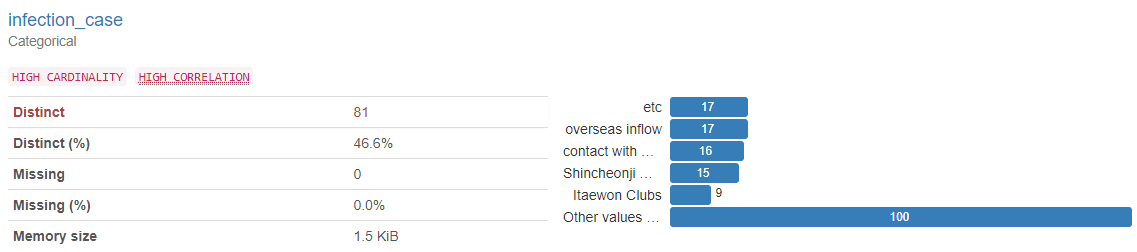 infection_case
Categorical
HIGH CARDINALITY HIGH CORRELATION
Distinct 81
Distinct (%) 46.6%
Missing 0
Missing (%) 0.0%
Memory size 1.5 KiB
etc 17
overseas inflow 17
contact with ... 16
Shincheonji ... 15
Itaewon Clubs 9
Other values ... 100